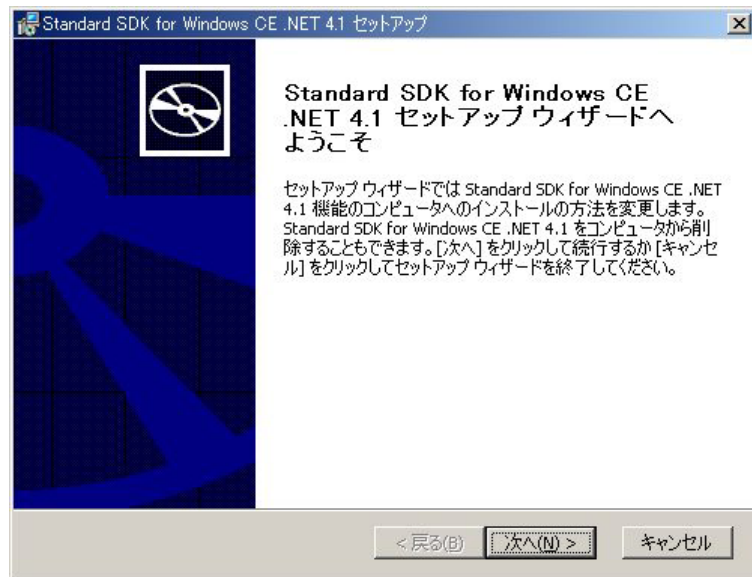 Standard SDK for Windows CE .NET 4.1 セットアップ
Standard SDK for Windows CE
.NET 4.1 セットアップ ウィザードへ
ようこそ
セットアップ ウィザードでは Standard SDK for Windows CE .NET
4.1 機能のコンピュータへのインストールの方法を変更します。
Standard SDK for Windows CE .NET 4.1 をコンピュータから削
除することもできます。[次へ] をクリックして続行するか [キャンセ
ル] をクリックしてセットアップ ウィザードを終了してください。
< 戻る(B)
次へ(N) >
キャンセル